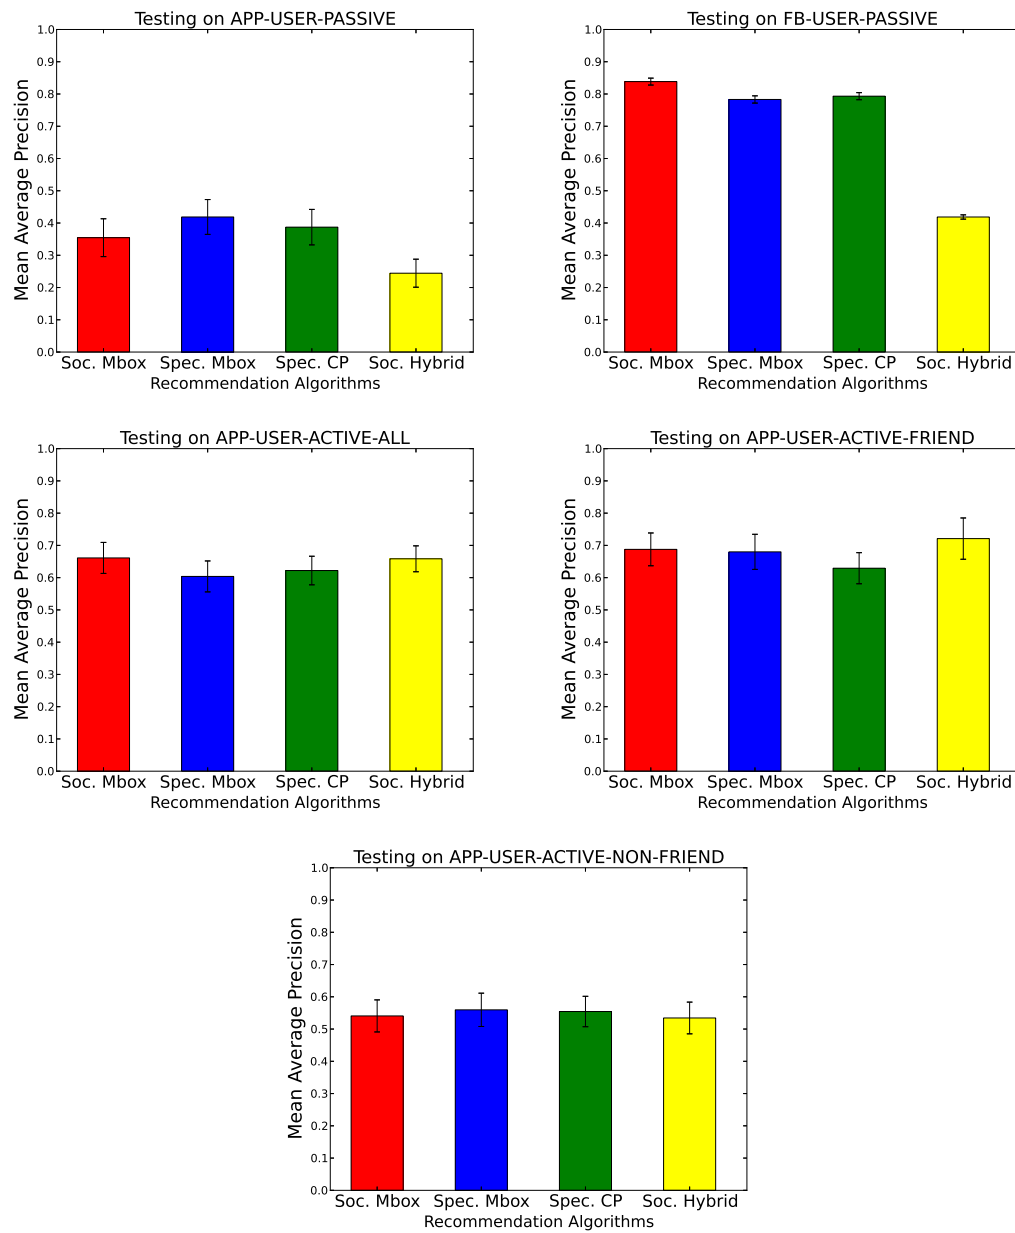 Testing on APP-USER-PASSIVE
1.0
0.9
0.8
0.7
0.6
0.5
0.4
0.3
0.2
0.1
0.0
Mean Average Precision
Soc. Mbox Spec. Mbox Spec. CP Soc. Hybrid
Recommendation Algorithms
Testing on FB-USER-PASSIVE
1.0
0.9
0.8
0.7
0.6
0.5
0.4
0.3
0.2
0.1
0.0
Mean Average Precision
Soc. Mbox Spec. Mbox Spec. CP Soc. Hybrid
Recommendation Algorithms
Testing on APP-USER-ACTIVE-ALL
1.0
0.9
0.8
0.7
0.6
0.5
0.4
0.3
0.2
0.1
0.0
Mean Average Precision
Soc. Mbox Spec. Mbox Spec. CP Soc. Hybrid
Recommendation Algorithms
Testing on APP-USER-ACTIVE-FRIEND
1.0
0.9
0.8
0.7
0.6
0.5
0.4
0.3
0.2
0.1
0.0
Mean Average Precision
Soc. Mbox Spec. Mbox Spec. CP Soc. Hybrid
Recommendation Algorithms
Testing on APP-USER-ACTIVE-NON-FRIEND
1.0
0.9
0.8
0.7
0.6
0.5
0.4
0.3
0.2
0.1
0.0
Mean Average Precision
Soc. Mbox Spec. Mbox Spec. CP Soc. Hybrid
Recommendation Algorithms